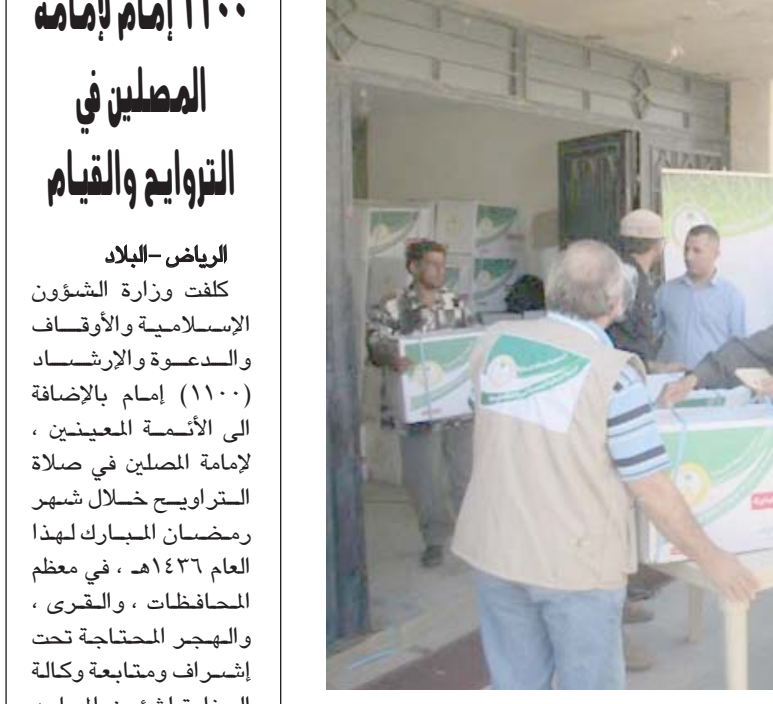 ١١٠٠ إمام لإمامة
المصلين في
التروايح والقيام
الرياض –البلاد
كلفت وزارة الشؤون
الإسلامية والأوقاف
والدعوة والإرشاد
(١١٠٠) إمام بالإضافة
الى الأئمة المعينين ،
لإمامة المصلين في صلاة
التراويح خلال شهر
رمضان المبارك لهذا
العام ١٤٣٦هـ ، في معظم
المحافظات ، والقرى ،
والهجر المحتاجة تحت
إشراف ومتابعة وكالة